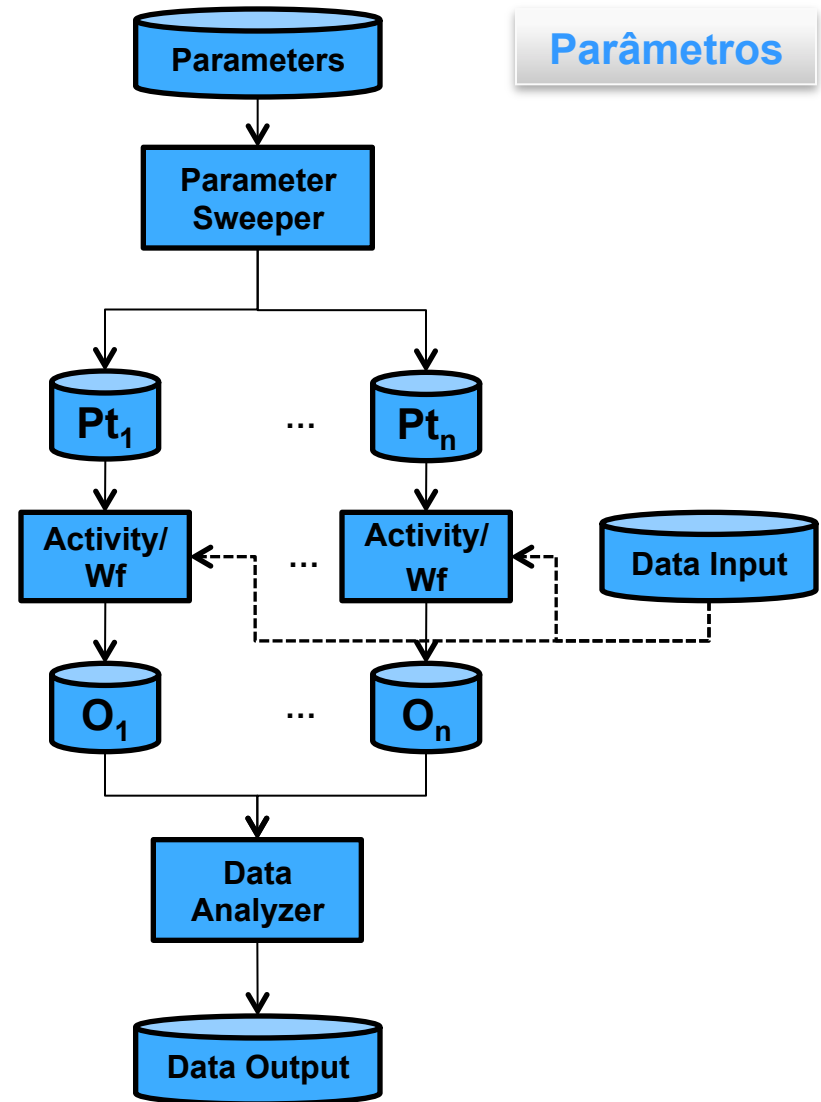 Parameters
Parâmetros
Parameter
Sweeper
Pt1
...
Ptn
Activity/
Wf
...
Activity/
Wf
Data Input
O1
...
On
Data
Analyzer
Data Output